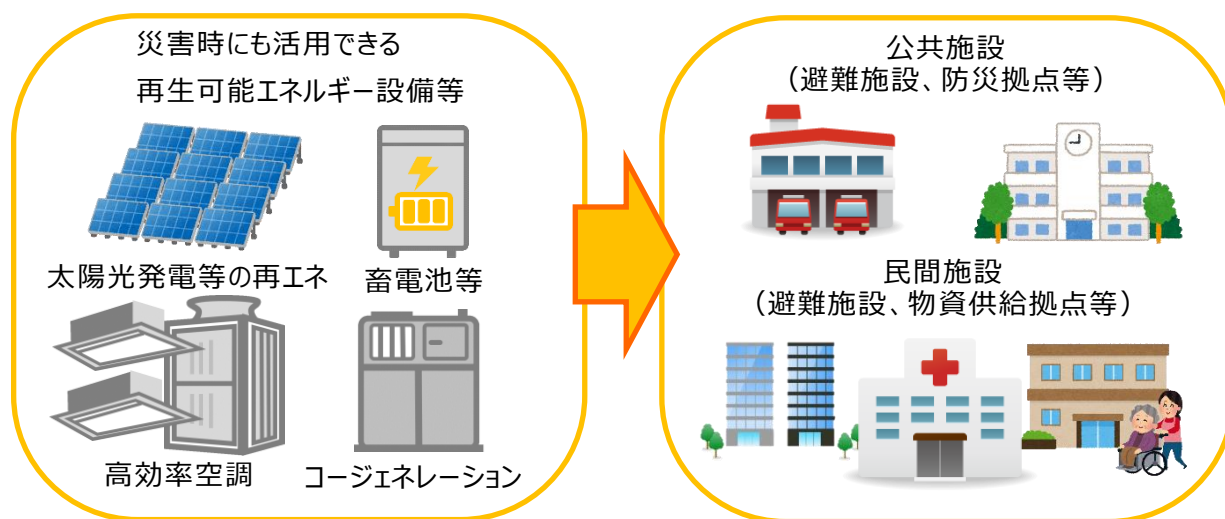 災害時にも活用できる
再生可能エネルギー設備等
太陽光発電等の再エネ
畜電池等
高効率空調
コージェネレーション
公共施設
（避難施設、防災拠点等）
民間施設
（避難施設、物資供給拠点等）